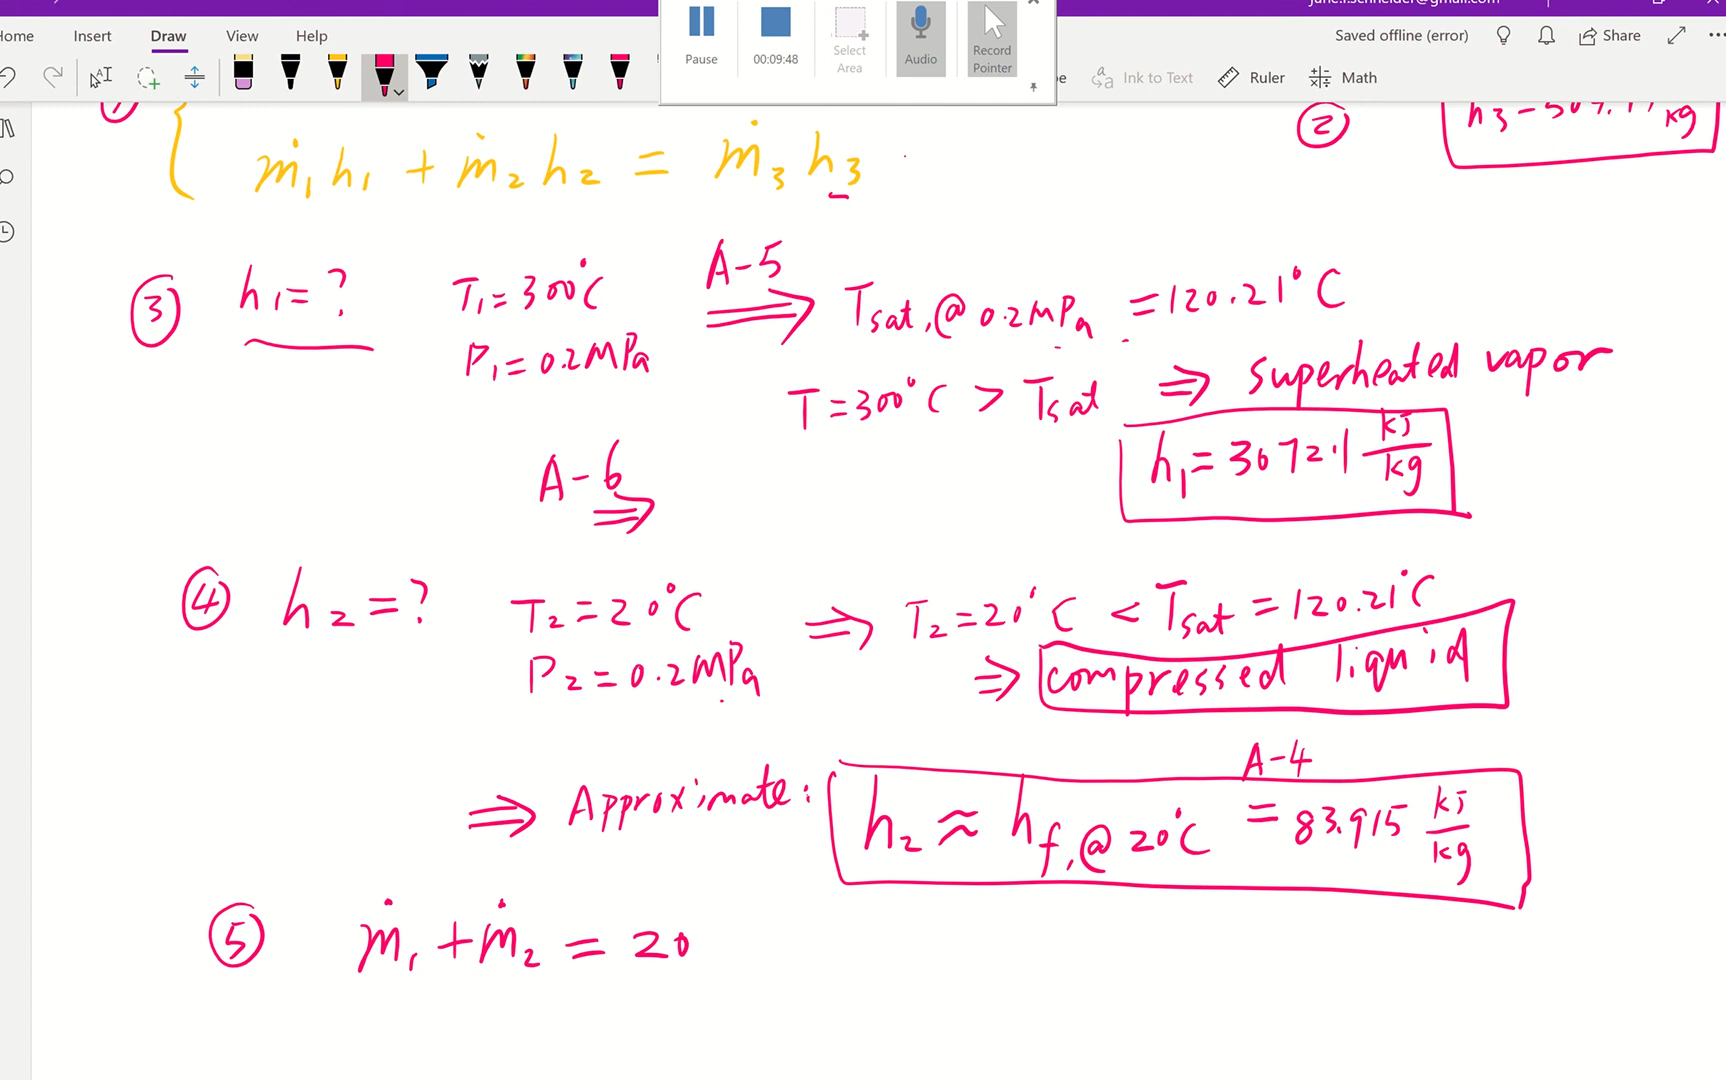 Home Insert Draw View Help
Pause 00:09:48 Select Area Audio Record Pointer
Saved offline (error) Share
Ink to Text Ruler Math
ṁ₁h₁ + ṁ₂h₂ = ṁ₃h₃
②
kg
③ h₁ = ? T₁ = 300°C A-5 ⇒ Tsat,@0.2MPa = 120.21°C
P₁ = 0.2MPa
T = 300°C > Tsat ⇒ superheated vapor
A-6 ⇒ h₁ = 3072.1 kJ/kg
④ h₂ = ? T₂ = 20°C ⇒ T₂ = 20°C < Tsat = 120.21°C
P₂ = 0.2MPa ⇒ compressed liquid
A-4
⇒ Approximate: h₂ ≈ hf,@20°C = 83.915 kJ/kg
⑤ ṁ₁ + ṁ₂ = 20